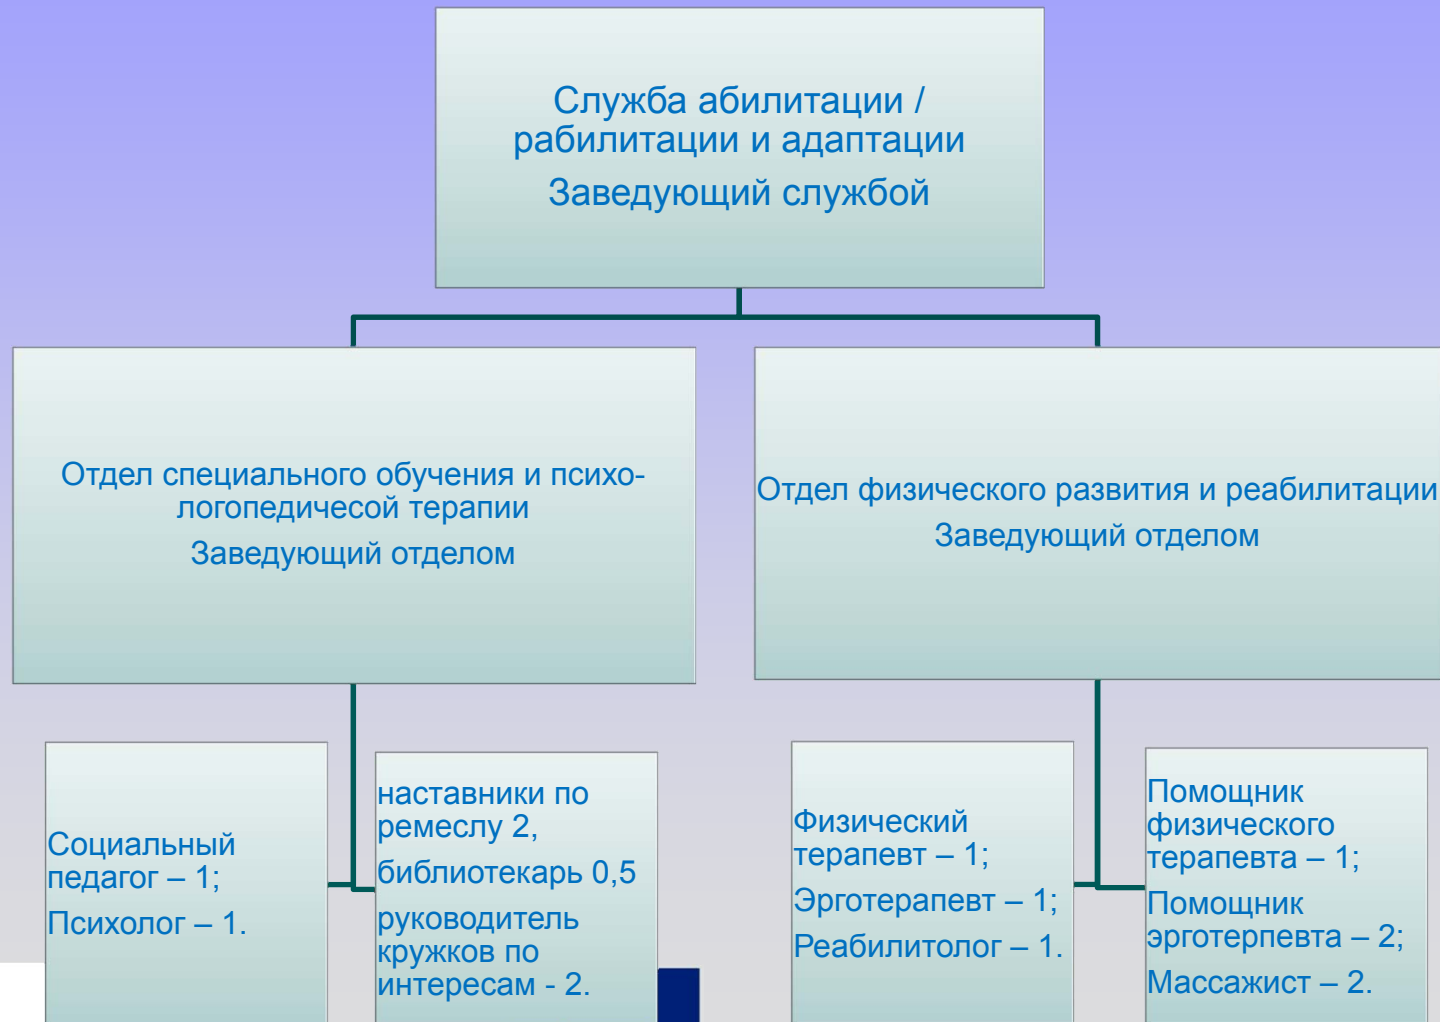 Служба абилитации /
рабилитации и адаптации
Заведующий службой
Отдел специального обучения и психо-
логопедичесой терапии
Заведующий отделом
Отдел физического развития и реабилитации
Заведующий отделом
Социальный
педагог – 1;
Психолог – 1.
наставники по
ремеслу 2,
библиотекарь 0,5
руководитель
кружков по
интересам - 2.
Физический
терапевт – 1;
Эрготерапевт – 1;
Реабилитолог – 1.
Помощник
физического
терапевта – 1;
Помощник
эрготерпевта – 2;
Массажист – 2.